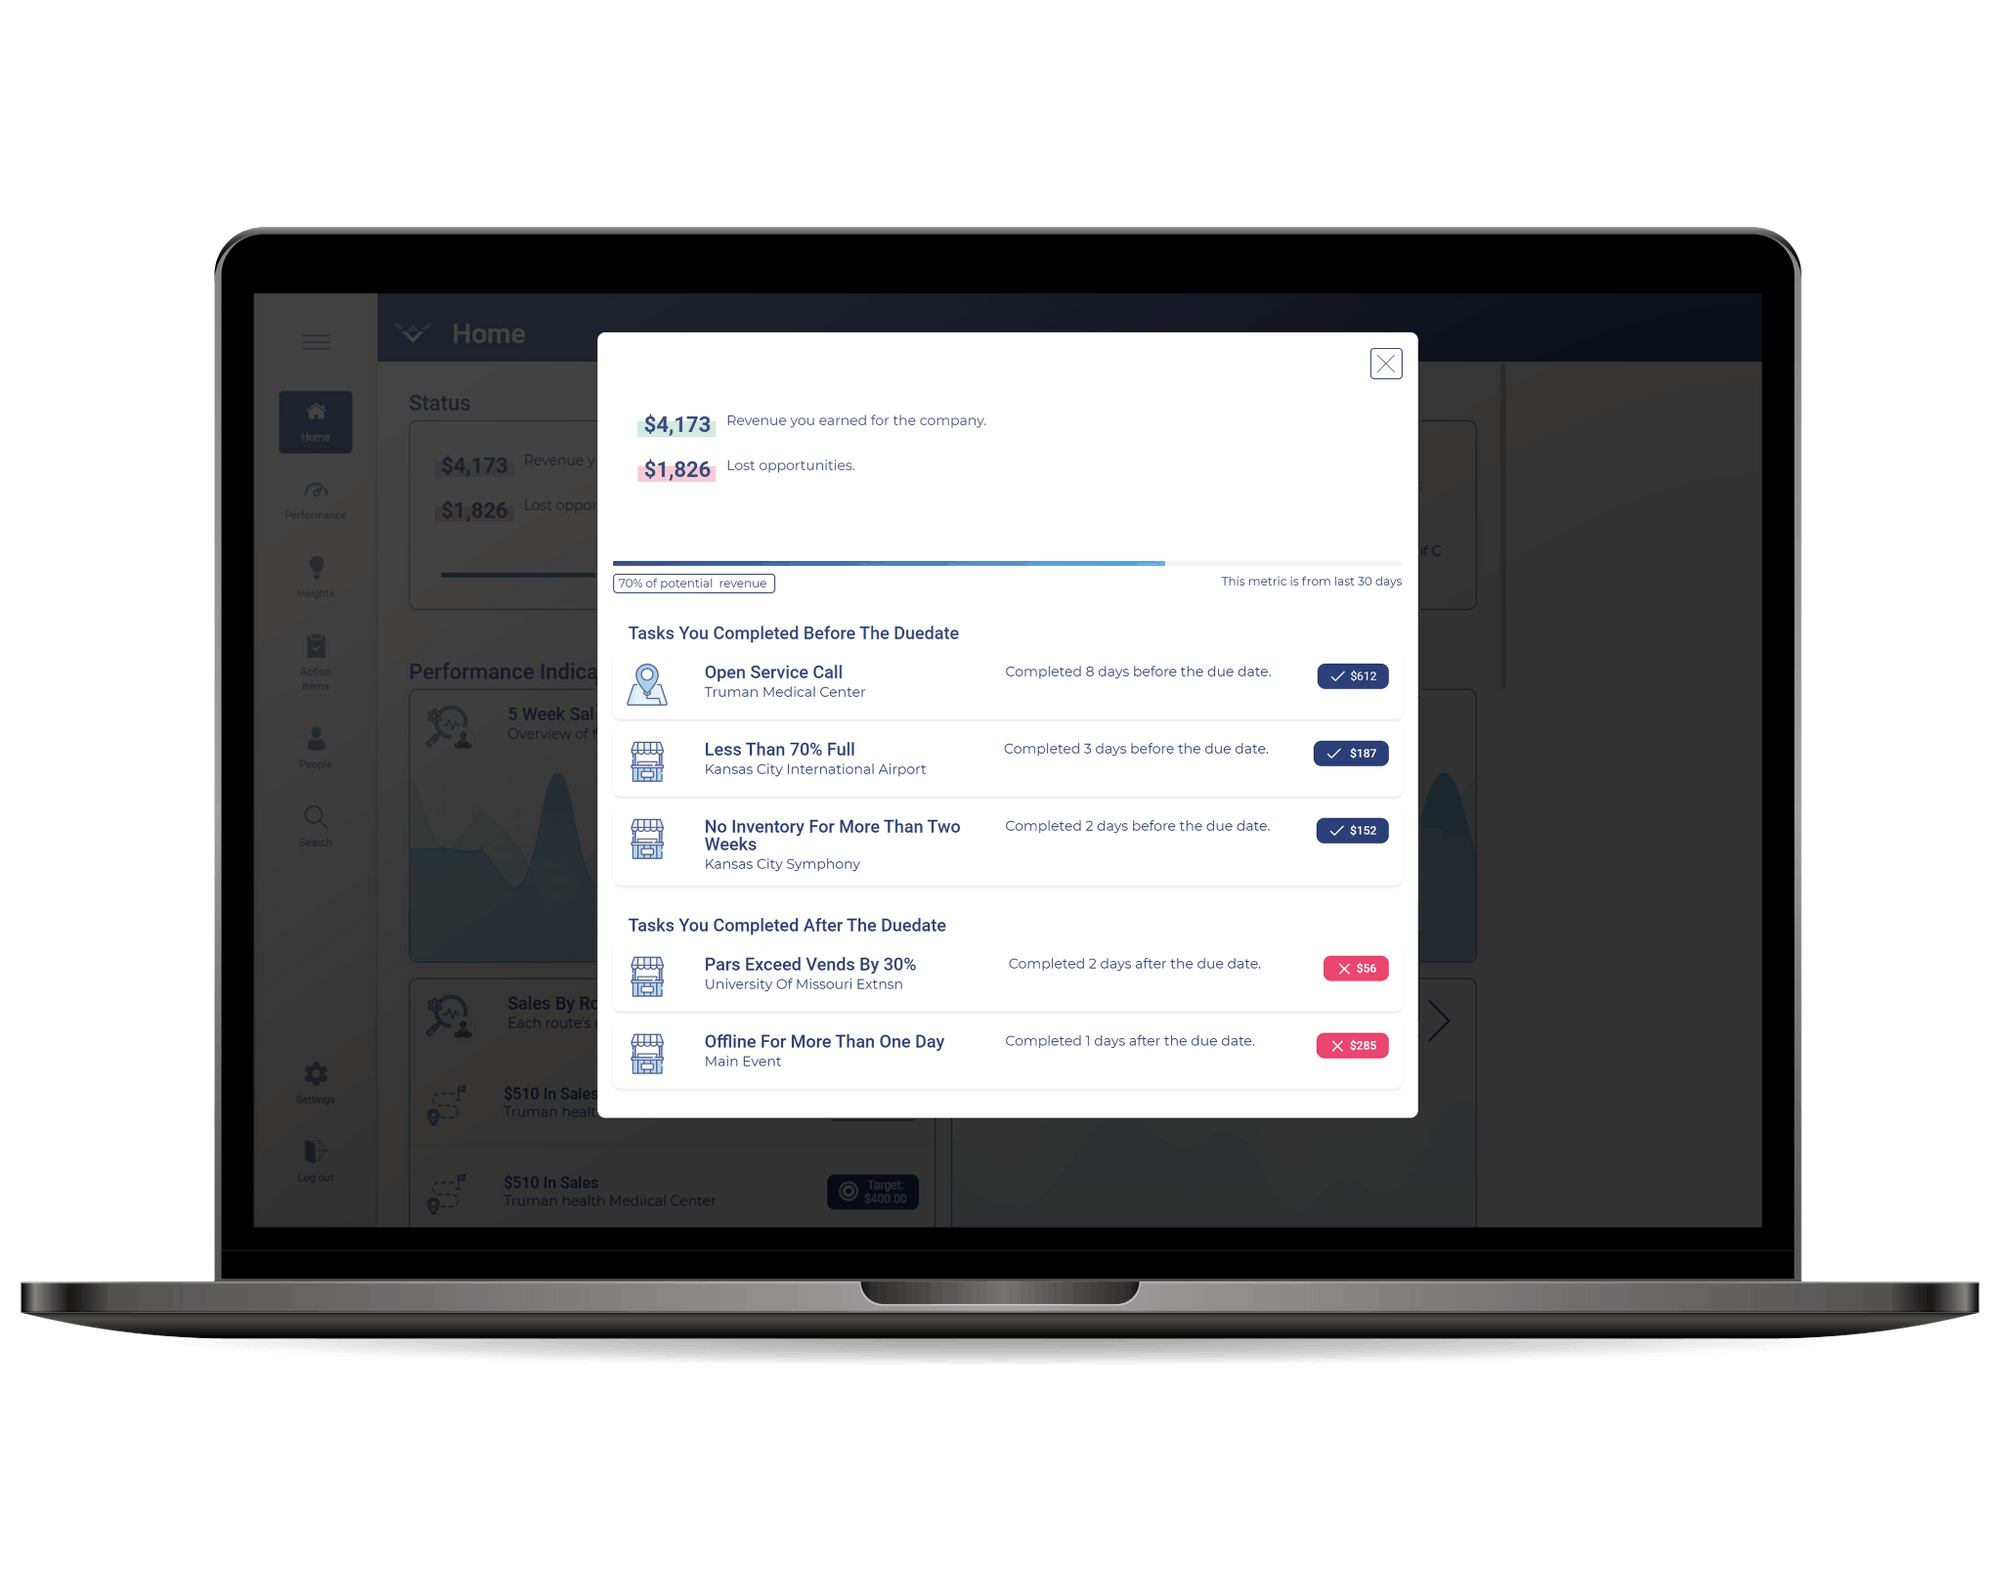 Home
Home
Performance
Insights
Action
Items
People
Search
Settings
Log out
Status
$4,173 Revenue y
$1,826 Lost oppor
of C
Performance Indica
5 Week Sal
Overview of t
Sales By Ro
Each route's
$510 In Sales
Truman healt
$510 In Sales
Truman health Mediical Center
Target:
$400.00
$4,173 Revenue you earned for the company.
$1,826 Lost opportunities.
70% of potential revenue
This metric is from last 30 days
Tasks You Completed Before The Duedate
Open Service Call
Truman Medical Center
Completed 8 days before the due date.
$612
Less Than 70% Full
Kansas City International Airport
Completed 3 days before the due date.
$187
No Inventory For More Than Two
Weeks
Kansas City Symphony
Completed 2 days before the due date.
$152
Tasks You Completed After The Duedate
Pars Exceed Vends By 30%
University Of Missouri Extnsn
Completed 2 days after the due date.
$56
Offline For More Than One Day
Main Event
Completed 1 days after the due date.
$285